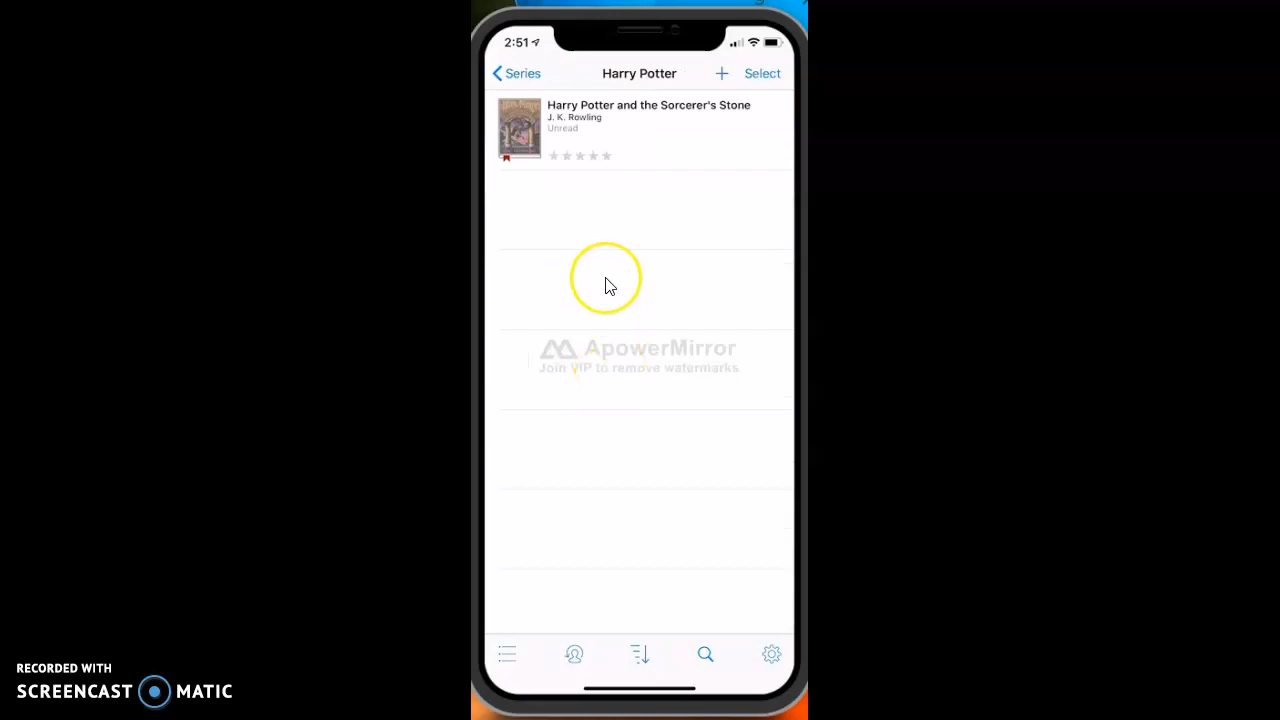 2:51
Series
Harry Potter
Select
Harry Potter and the Sorcerer's Stone
J. K. Rowling
Unread
ApowerMirror
Join VIP to remove watermarks
RECORDED WITH
SCREENCAST MATIC